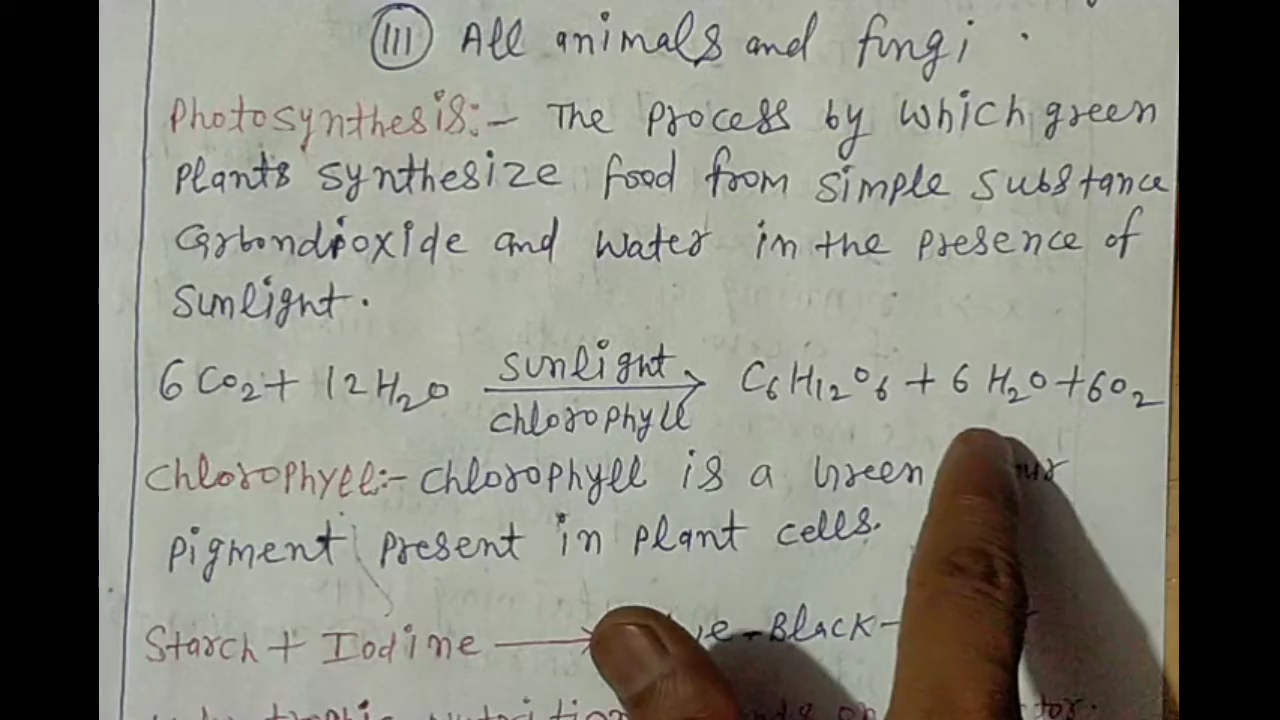 (III) All animals and fungi .
Photosynthesis:- The process by which green
plants synthesize food from simple substance
Carbondioxide and water in the presence of
Sunlight.
6CO2 + 12H2O sunlight chlorophyll → C6H12O6 + 6H2O + 6O2
Chlorophyll:- Chlorophyll is a Green
pigment present in plant cells.
Starch + Iodine → -Black-